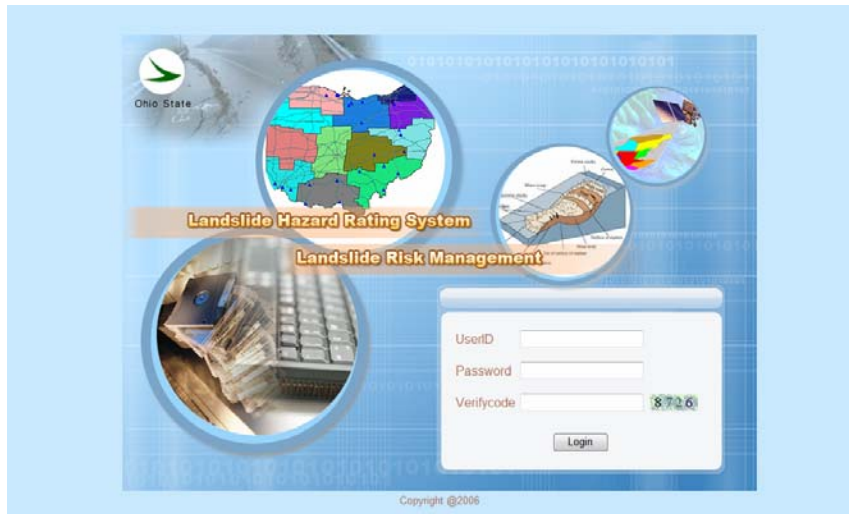 Ohio State
Landslide Hazard Rating System
Landslide Risk Management
UserID
Password
Verifycode
8726
Login
Copyright @2006